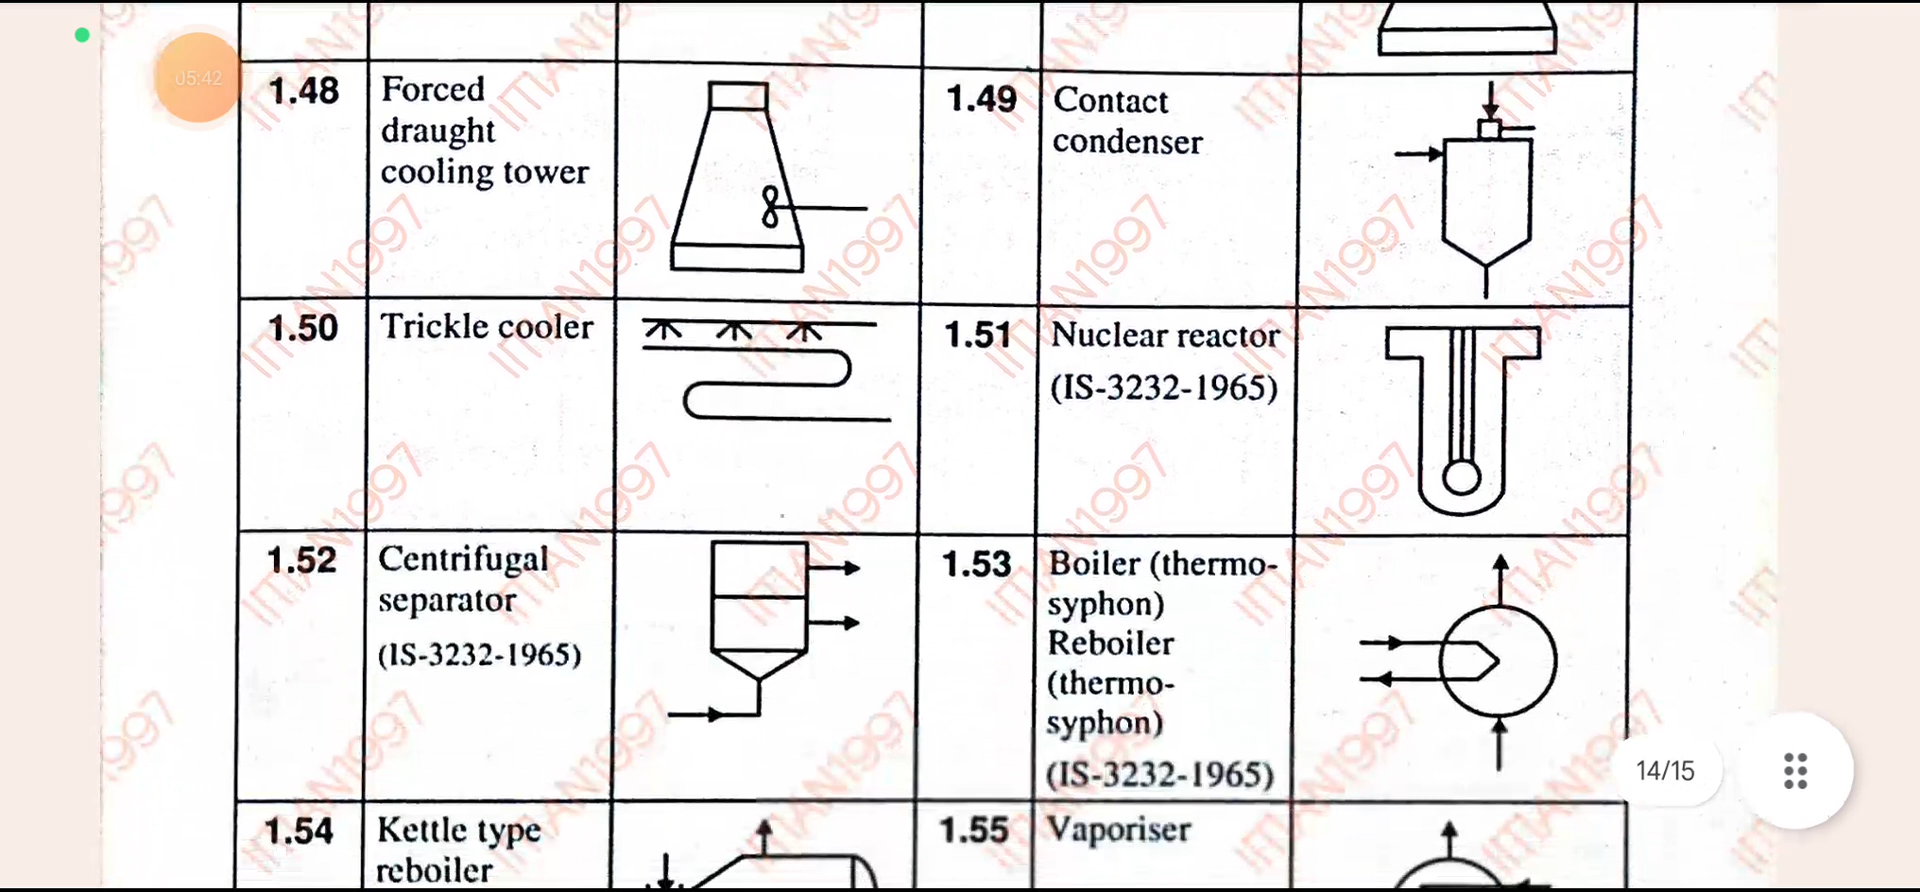 05:42
1.48
Forced
draught
cooling tower
1.49
Contact
condenser
1.50
Trickle cooler
1.51
Nuclear reactor
(IS-3232-1965)
1.52
Centrifugal
separator
(IS-3232-1965)
1.53
Boiler (thermo-
syphon)
Reboiler
(thermo-
syphon)
(IS-3232-1965)
1.54
Kettle type
reboiler
1.55
Vaporiser
14/15